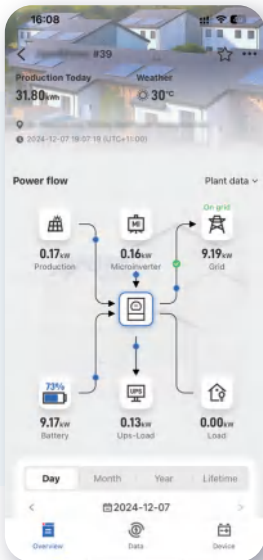 16:08
#39
Production Today
Weather
31.80kWh
30°C
2024-12-07 19:07:19 (UTC+11:00)
Power flow
Plant data
On grid
MI
0.17kW
0.16kW
9.19kW
Production
Microinverter
Grid
73%
UPS
9.17kW
0.13kW
0.00kW
Battery
Ups-Load
Load
Day
Month
Year
Lifetime
2024-12-07
Overview
Data
Device